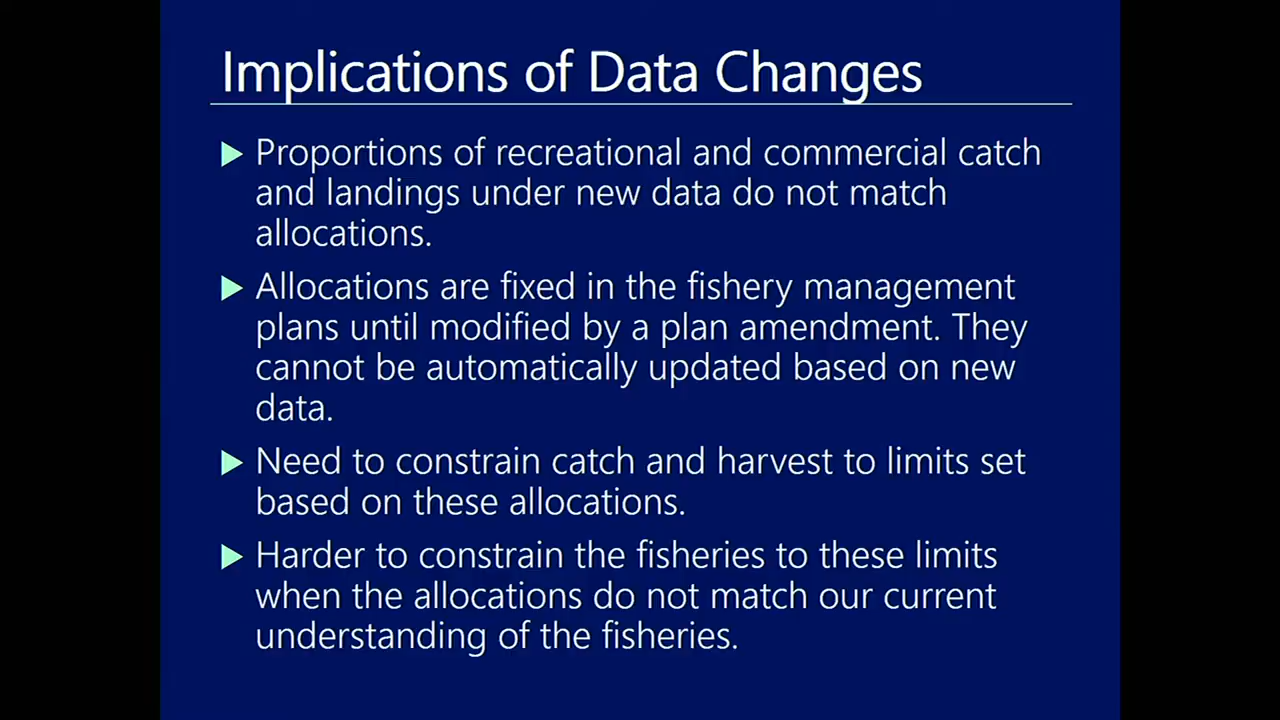 Implications of Data Changes
Proportions of recreational and commercial catch
and landings under new data do not match
allocations.
Allocations are fixed in the fishery management
plans until modified by a plan amendment. They
cannot be automatically updated based on new
data.
Need to constrain catch and harvest to limits set
based on these allocations.
Harder to constrain the fisheries to these limits
when the allocations do not match our current
understanding of the fisheries.